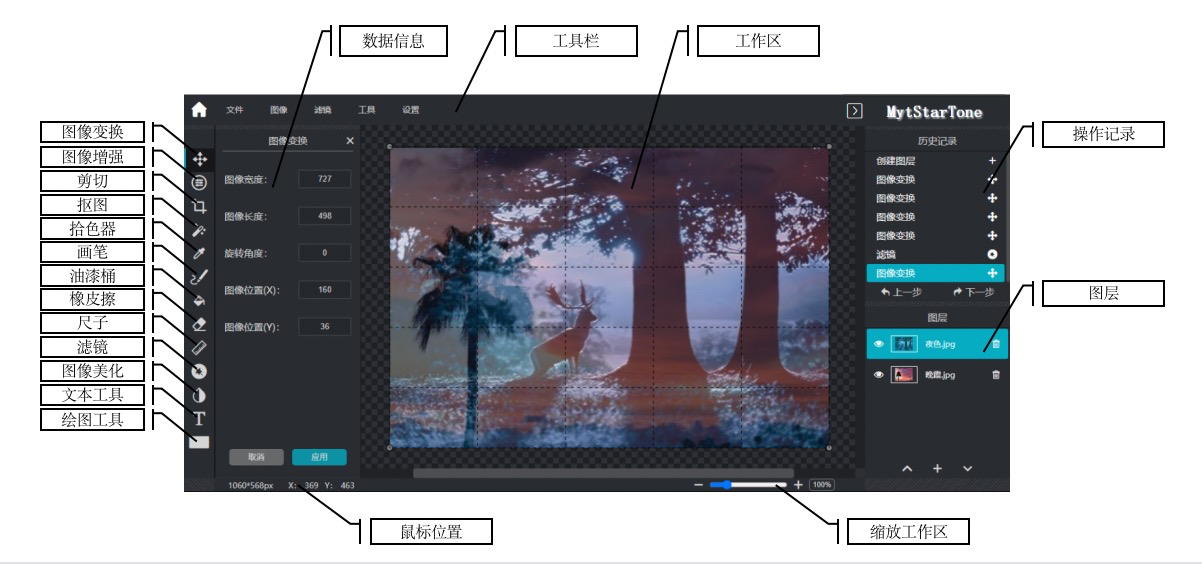 数据信息
工具栏
工作区
文件 图像 滤镜 工具 设置
MytStarTone
图像变换
图像增强
剪切
抠图
拾色器
画笔
油漆桶
橡皮擦
尺子
滤镜
图像美化
文本工具
绘图工具
图像变换
图像宽度: 727
图像长度: 498
旋转角度: 0
图像位置(X): 160
图像位置(Y): 36
取消 应用
1060*568px X: 369 Y: 463
100%
历史记录
创建图层
图像变换
图像变换
图像变换
图像变换
滤镜
图像变换
上一步 下一步
图层
夜色.jpg
晚霞.jpg
操作记录
图层
鼠标位置
缩放工作区